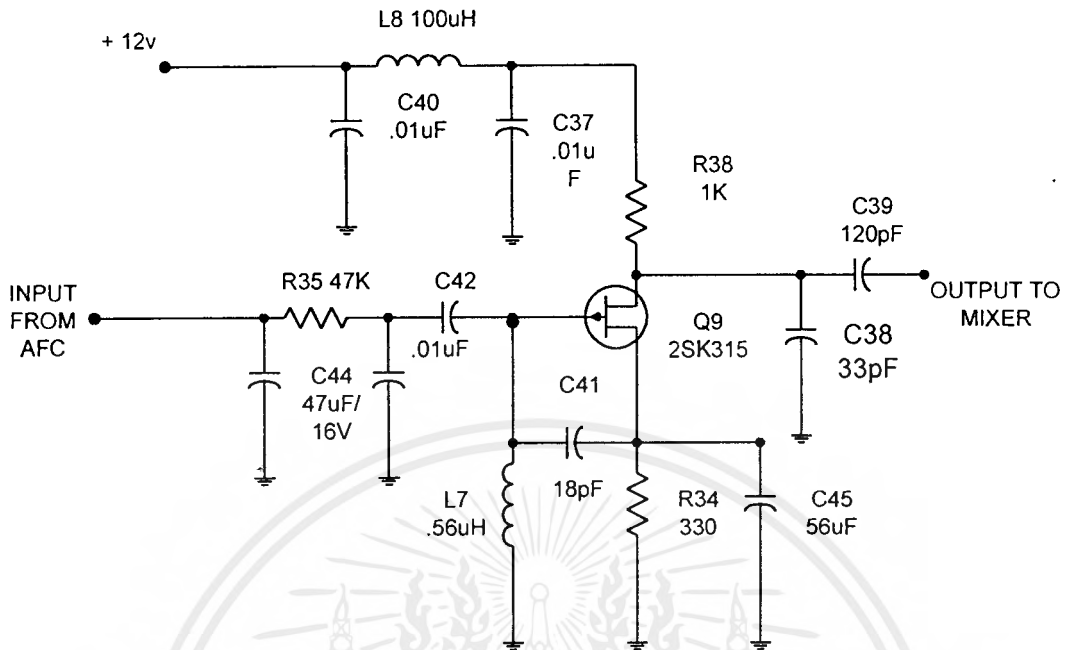 L8 100uH
+ 12v
C40
.01uF
C37
.01u
F
R38
1K
C39
120pF
INPUT
FROM
AFC
R35 47K
C42
.01uF
OUTPUT TO
MIXER
Q9
2SK315
C38
33pF
C44
47uF/
16V
C41
18pF
L7
.56uH
R34
330
C45
56uF